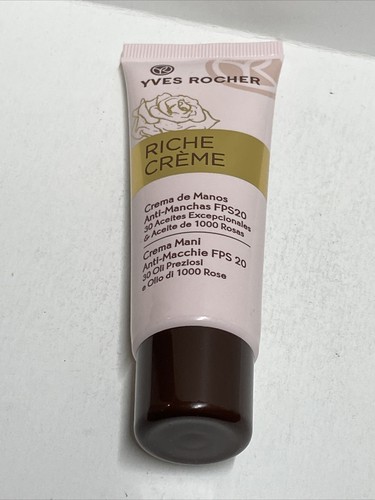 YVES ROCHER
RICHE
CRÈME
Crema de Manos
Anti-Manchas FPS20
30 Aceites Excepcionales
& Aceite de 1000 Rosas
Crema Mani
Anti-Macchie FPS 20
30 Oli Preziosi
e Olio di 1000 Rose